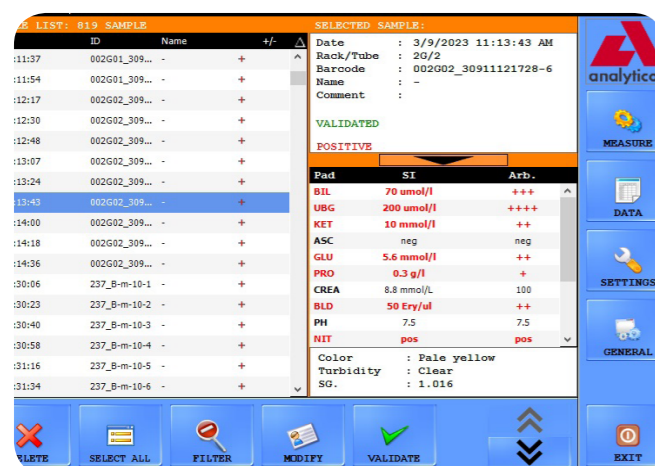 E LIST: 819 SAMPLE
ID Name +/-
:11:37 002G01_309... - +
:11:54 002G01_309... - +
:12:17 002G02_309... - +
:12:30 002G02_309... - +
:12:48 002G02_309... - +
:13:07 002G02_309... - +
:13:24 002G02_309... - +
:13:43 002G02_309... - +
:14:00 002G02_309... - +
:14:18 002G02_309... - +
:14:36 002G02_309... - +
:30:06 237_B-m-10-1 - +
:30:23 237_B-m-10-2 - +
:30:40 237_B-m-10-3 - +
:30:58 237_B-m-10-4 - +
:31:16 237_B-m-10-5 - +
:31:34 237_B-m-10-6 - +
SELECTED SAMPLE:
Date : 3/9/2023 11:13:43 AM
Rack/Tube : 2G/2
Barcode : 002G02_30911121728-6
Name : -
Comment :
VALIDATED
POSITIVE
Pad SI Arb.
BIL 70 umol/l +++
UBG 200 umol/l ++++
KET 10 mmol/l ++
ASC neg neg
GLU 5.6 mmol/l ++
PRO 0.3 g/l +
CREA 8.8 mmol/L 100
BLD 50 Ery/ul ++
PH 7.5 7.5
NIT pos pos
Color : Pale yellow
Turbidity : Clear
SG. : 1.016
analytico
MEASURE
DATA
SETTINGS
GENERAL
EXIT
ELETE
SELECT ALL
FILTER
MODIFY
VALIDATE